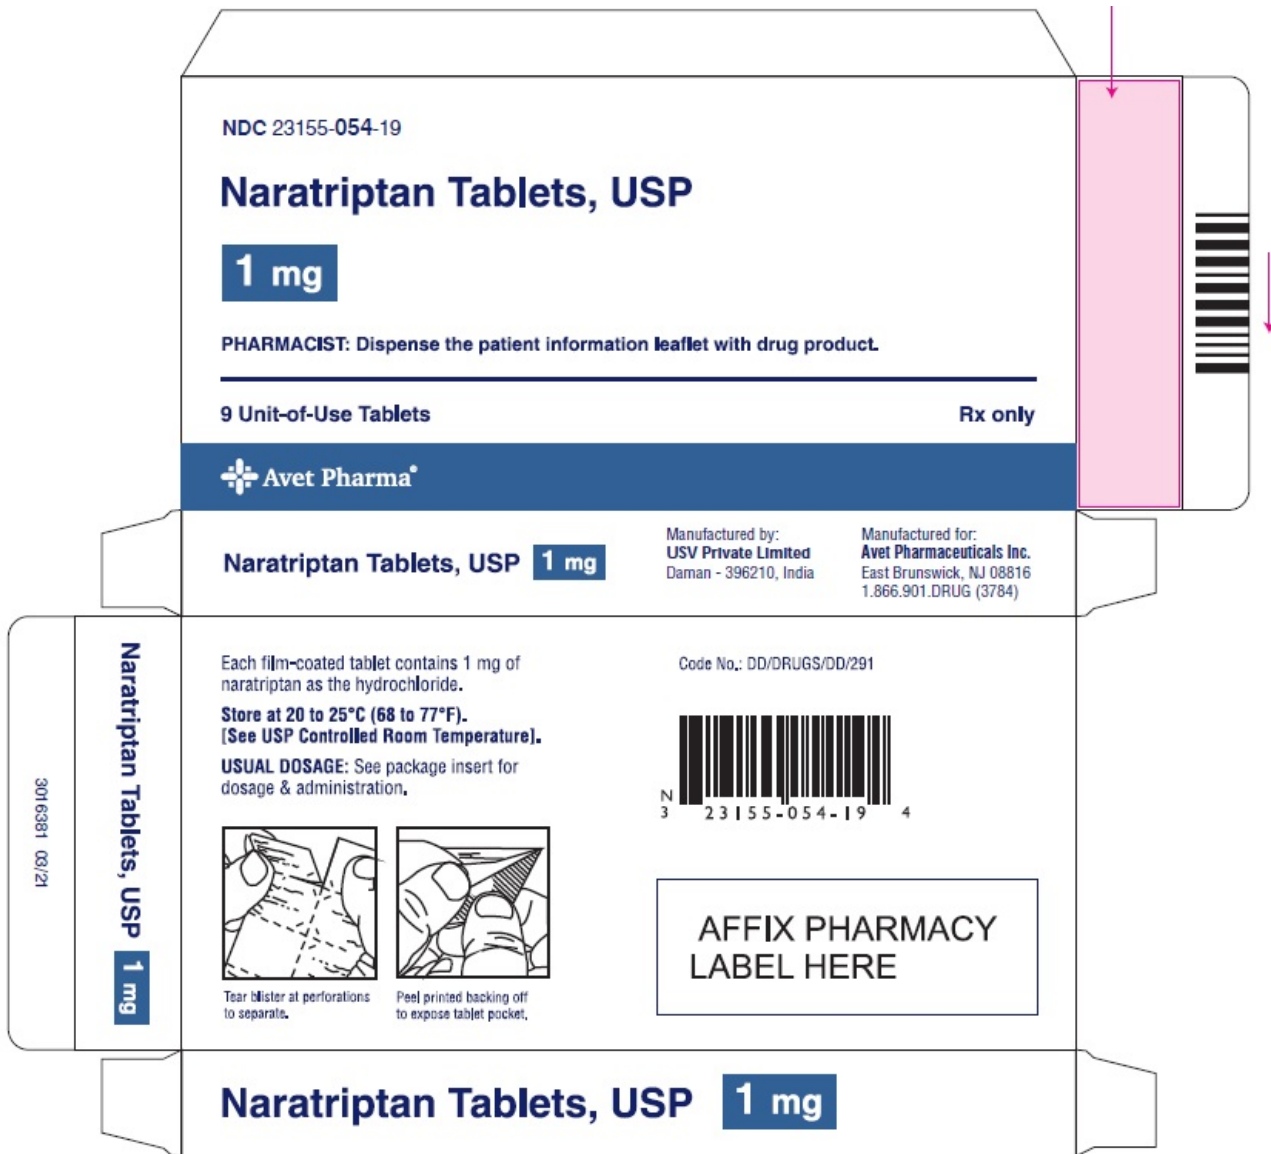 NDC 23155-054-19
Naratriptan Tablets, USP
1 mg
PHARMACIST: Dispense the patient information leaflet with drug product.
9 Unit-of-Use Tablets
Rx only
Avet Pharma®
Naratriptan Tablets, USP 1 mg
Manufactured by:
USV Private Limited
Daman - 396210, India
Manufactured for:
Avet Pharmaceuticals Inc.
East Brunswick, NJ 08816
1.866.901.DRUG (3784)
3016381 03/21
Naratriptan Tablets, USP 1 mg
Each film-coated tablet contains 1 mg of
naratriptan as the hydrochloride.
Store at 20 to 25°C (68 to 77°F).
[See USP Controlled Room Temperature].
USUAL DOSAGE: See package insert for
dosage & administration.
Tear blister at perforations
to separate.
Peel printed backing off
to expose tablet pocket.
Code No.: DD/DRUGS/DD/291
N
3 23155-054-19 4
AFFIX PHARMACY
LABEL HERE
Naratriptan Tablets, USP 1 mg